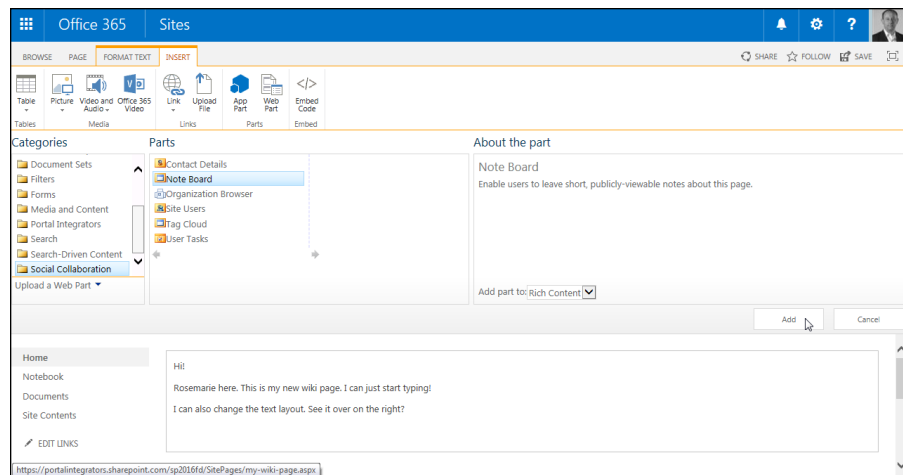 Office 365 Sites ?
BROWSE PAGE FORMAT TEXT INSERT SHARE FOLLOW SAVE
Table Picture Video and Audio Office 365 Video Link Upload File App Part Web Part Embed Code
Tables Media Links Parts Embed
Categories Parts About the part
Document Sets
Filters
Forms
Media and Content
Portal Integrators
Search
Search-Driven Content
Social Collaboration
Upload a Web Part
Contact Details
Note Board
Organization Browser
Site Users
Tag Cloud
User Tasks
Note Board
Enable users to leave short, publicly-viewable notes about this page.
Add part to: Rich Content
Add Cancel
Home
Notebook
Documents
Site Contents
EDIT LINKS
Hi!
Rosemarie here. This is my new wiki page. I can just start typing!
I can also change the text layout. See it over on the right?
https://portalintegrators.sharepoint.com/sp2016fd/SitePages/my-wiki-page.aspx